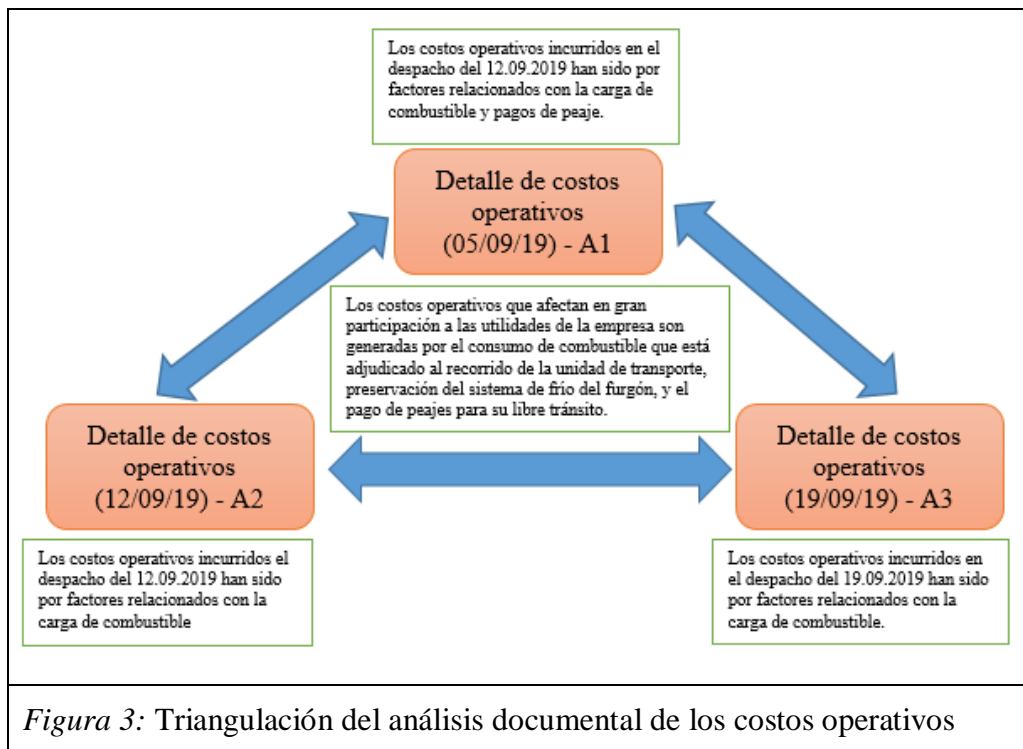 Los costos operativos incurridos en el
despacho del 12.09.2019 han sido por
factores relacionados con la carga de
combustible y pagos de peaje.
Detalle de costos
operativos
(05/09/19) - A1
Los costos operativos que afectan en gran
participación a las utilidades de la empresa son
generadas por el consumo de combustible que está
adjudicado al recorrido de la unidad de transporte,
preservación del sistema de frío del furgón, y el
pago de peajes para su libre tránsito.
Detalle de costos
operativos
(12/09/19) - A2
Detalle de costos
operativos
(19/09/19) - A3
Los costos operativos incurridos el
despacho del 12.09.2019 han sido
por factores relacionados con la
carga de combustible
Los costos operativos incurridos en
el despacho del 19.09.2019 han sido
por factores relacionados con la
carga de combustible.
Figura 3: Triangulación del análisis documental de los costos operativos